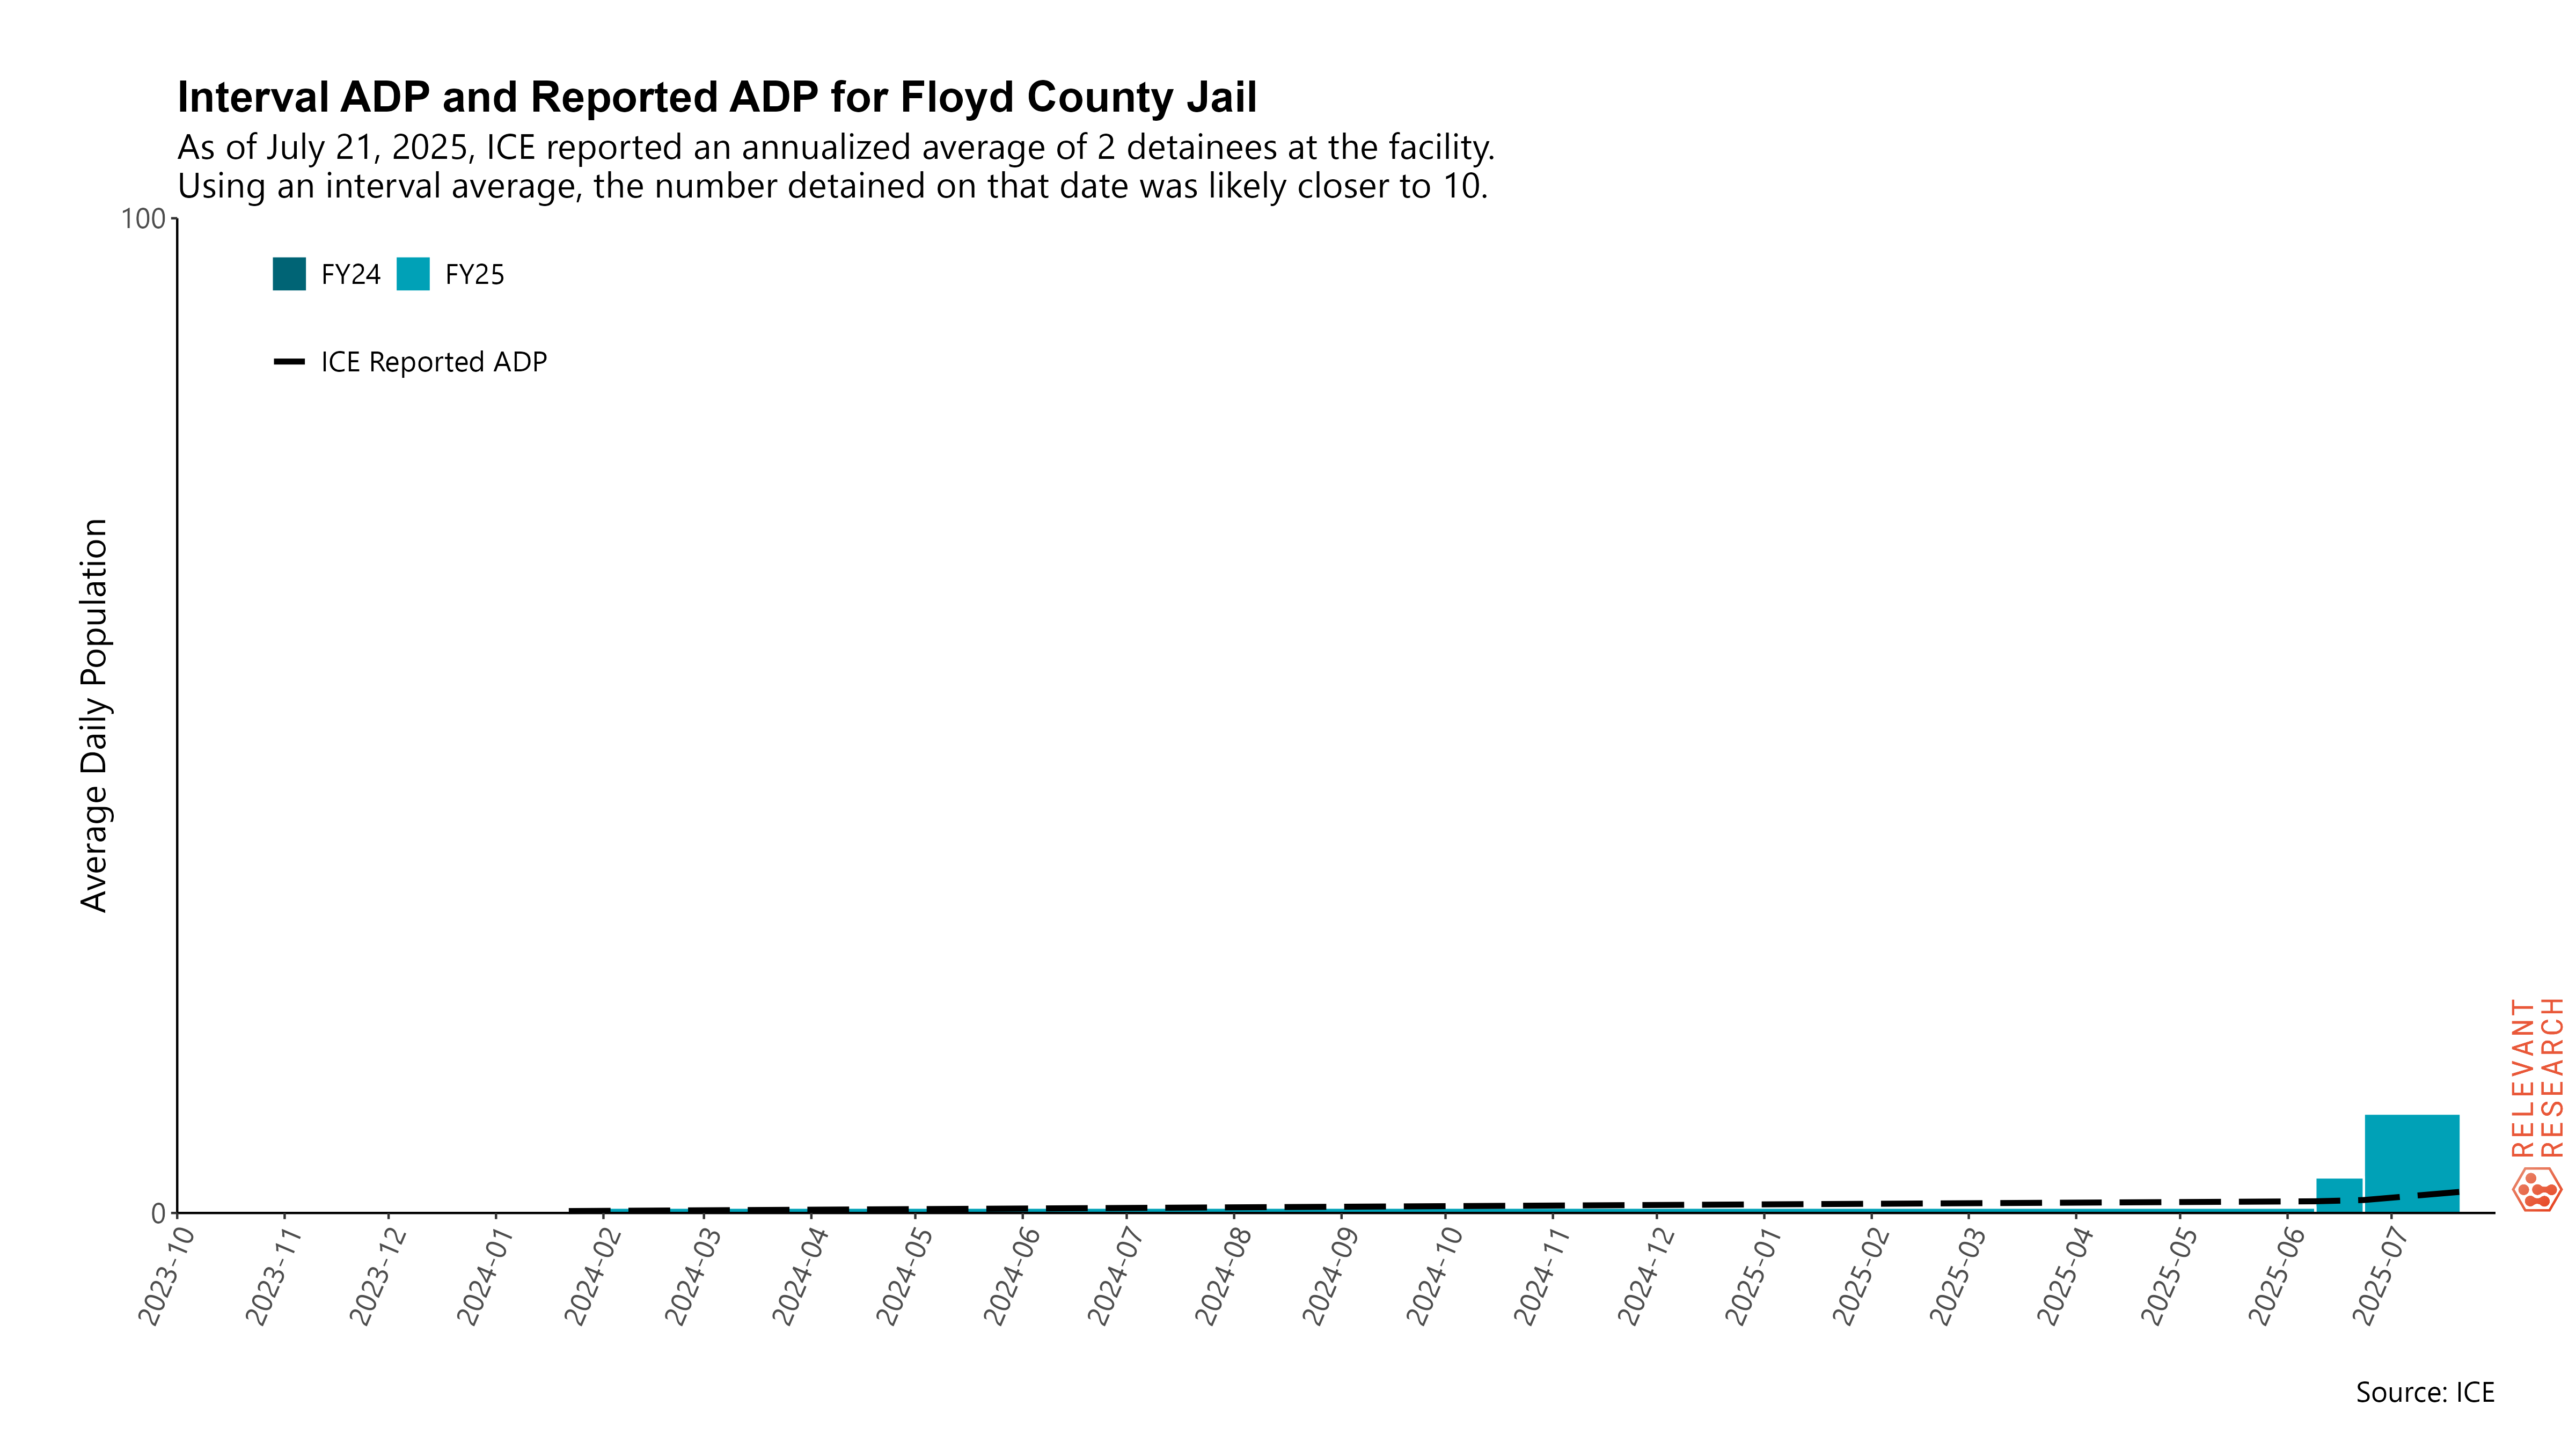 Interval ADP and Reported ADP for Floyd County Jail
As of July 21, 2025, ICE reported an annualized average of 2 detainees at the facility.
Using an interval average, the number detained on that date was likely closer to 10.
100
FY24 FY25
ICE Reported ADP
Average Daily Population
0
2023-10 2023-11 2023-12 2024-01 2024-02 2024-03 2024-04 2024-05 2024-06 2024-07 2024-08 2024-09 2024-10 2024-11 2024-12 2025-01 2025-02 2025-03 2025-04 2025-05 2025-06 2025-07
RELEVANT
RESEARCH
Source: ICE